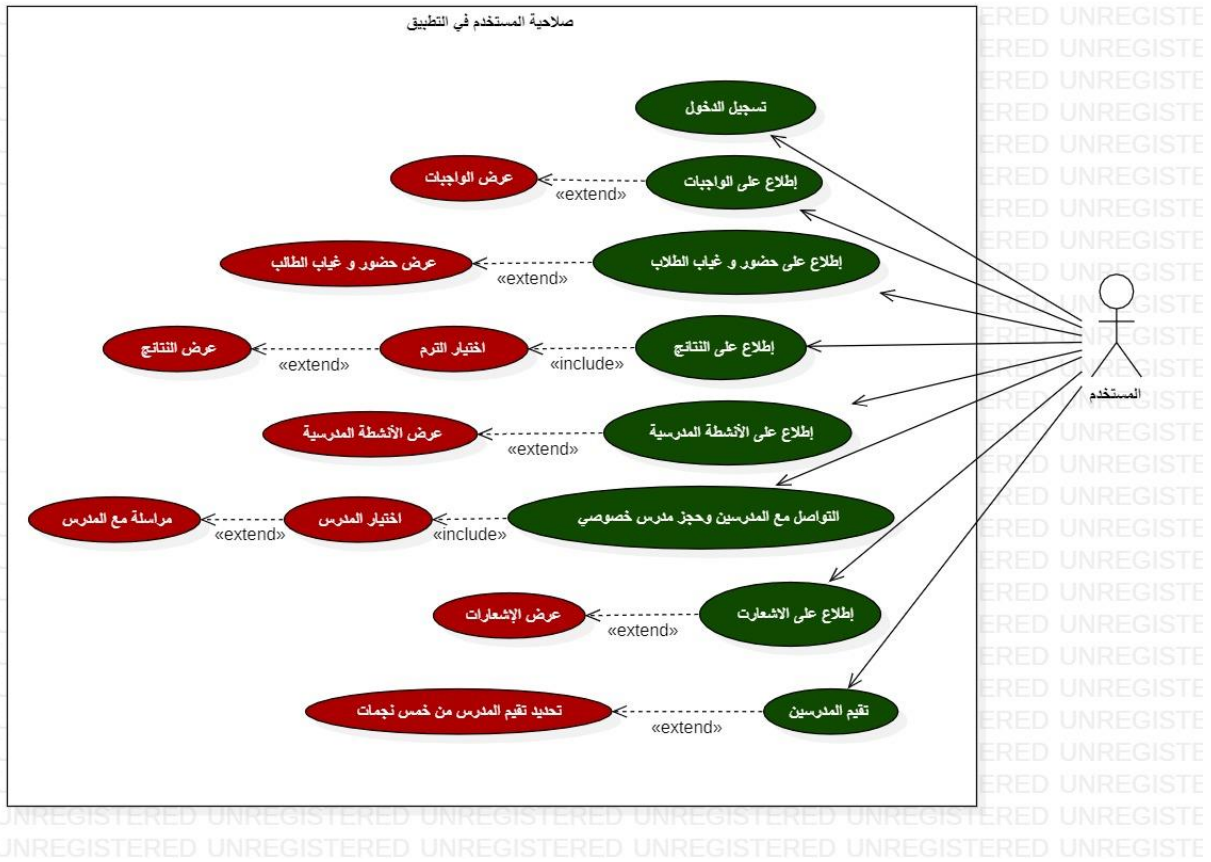 صلاحية المستخدم في التطبيق
تسجيل الدخول
إطلاع على الواجبات
«extend»
عرض الواجبات
إطلاع على حضور و غياب الطلاب
«extend»
عرض حضور و غياب الطالب
إطلاع على النتائج
«include»
اختيار الترم
«extend»
عرض النتائج
إطلاع على الأنشطة المدرسية
«extend»
عرض الأنشطة المدرسية
التواصل مع المدرسين وحجز مدرس خصوصي
«include»
اختيار المدرس
«extend»
مراسلة مع المدرس
إطلاع على الاشعارت
«extend»
عرض الإشعارات
تقيم المدرسين
«extend»
تحديد تقيم المدرس من خمس نجمات
المستخدم
UNREGISTERED UNREGISTERED UNREGISTERED UNREGISTERED UNREGISTERED UNREGISTE